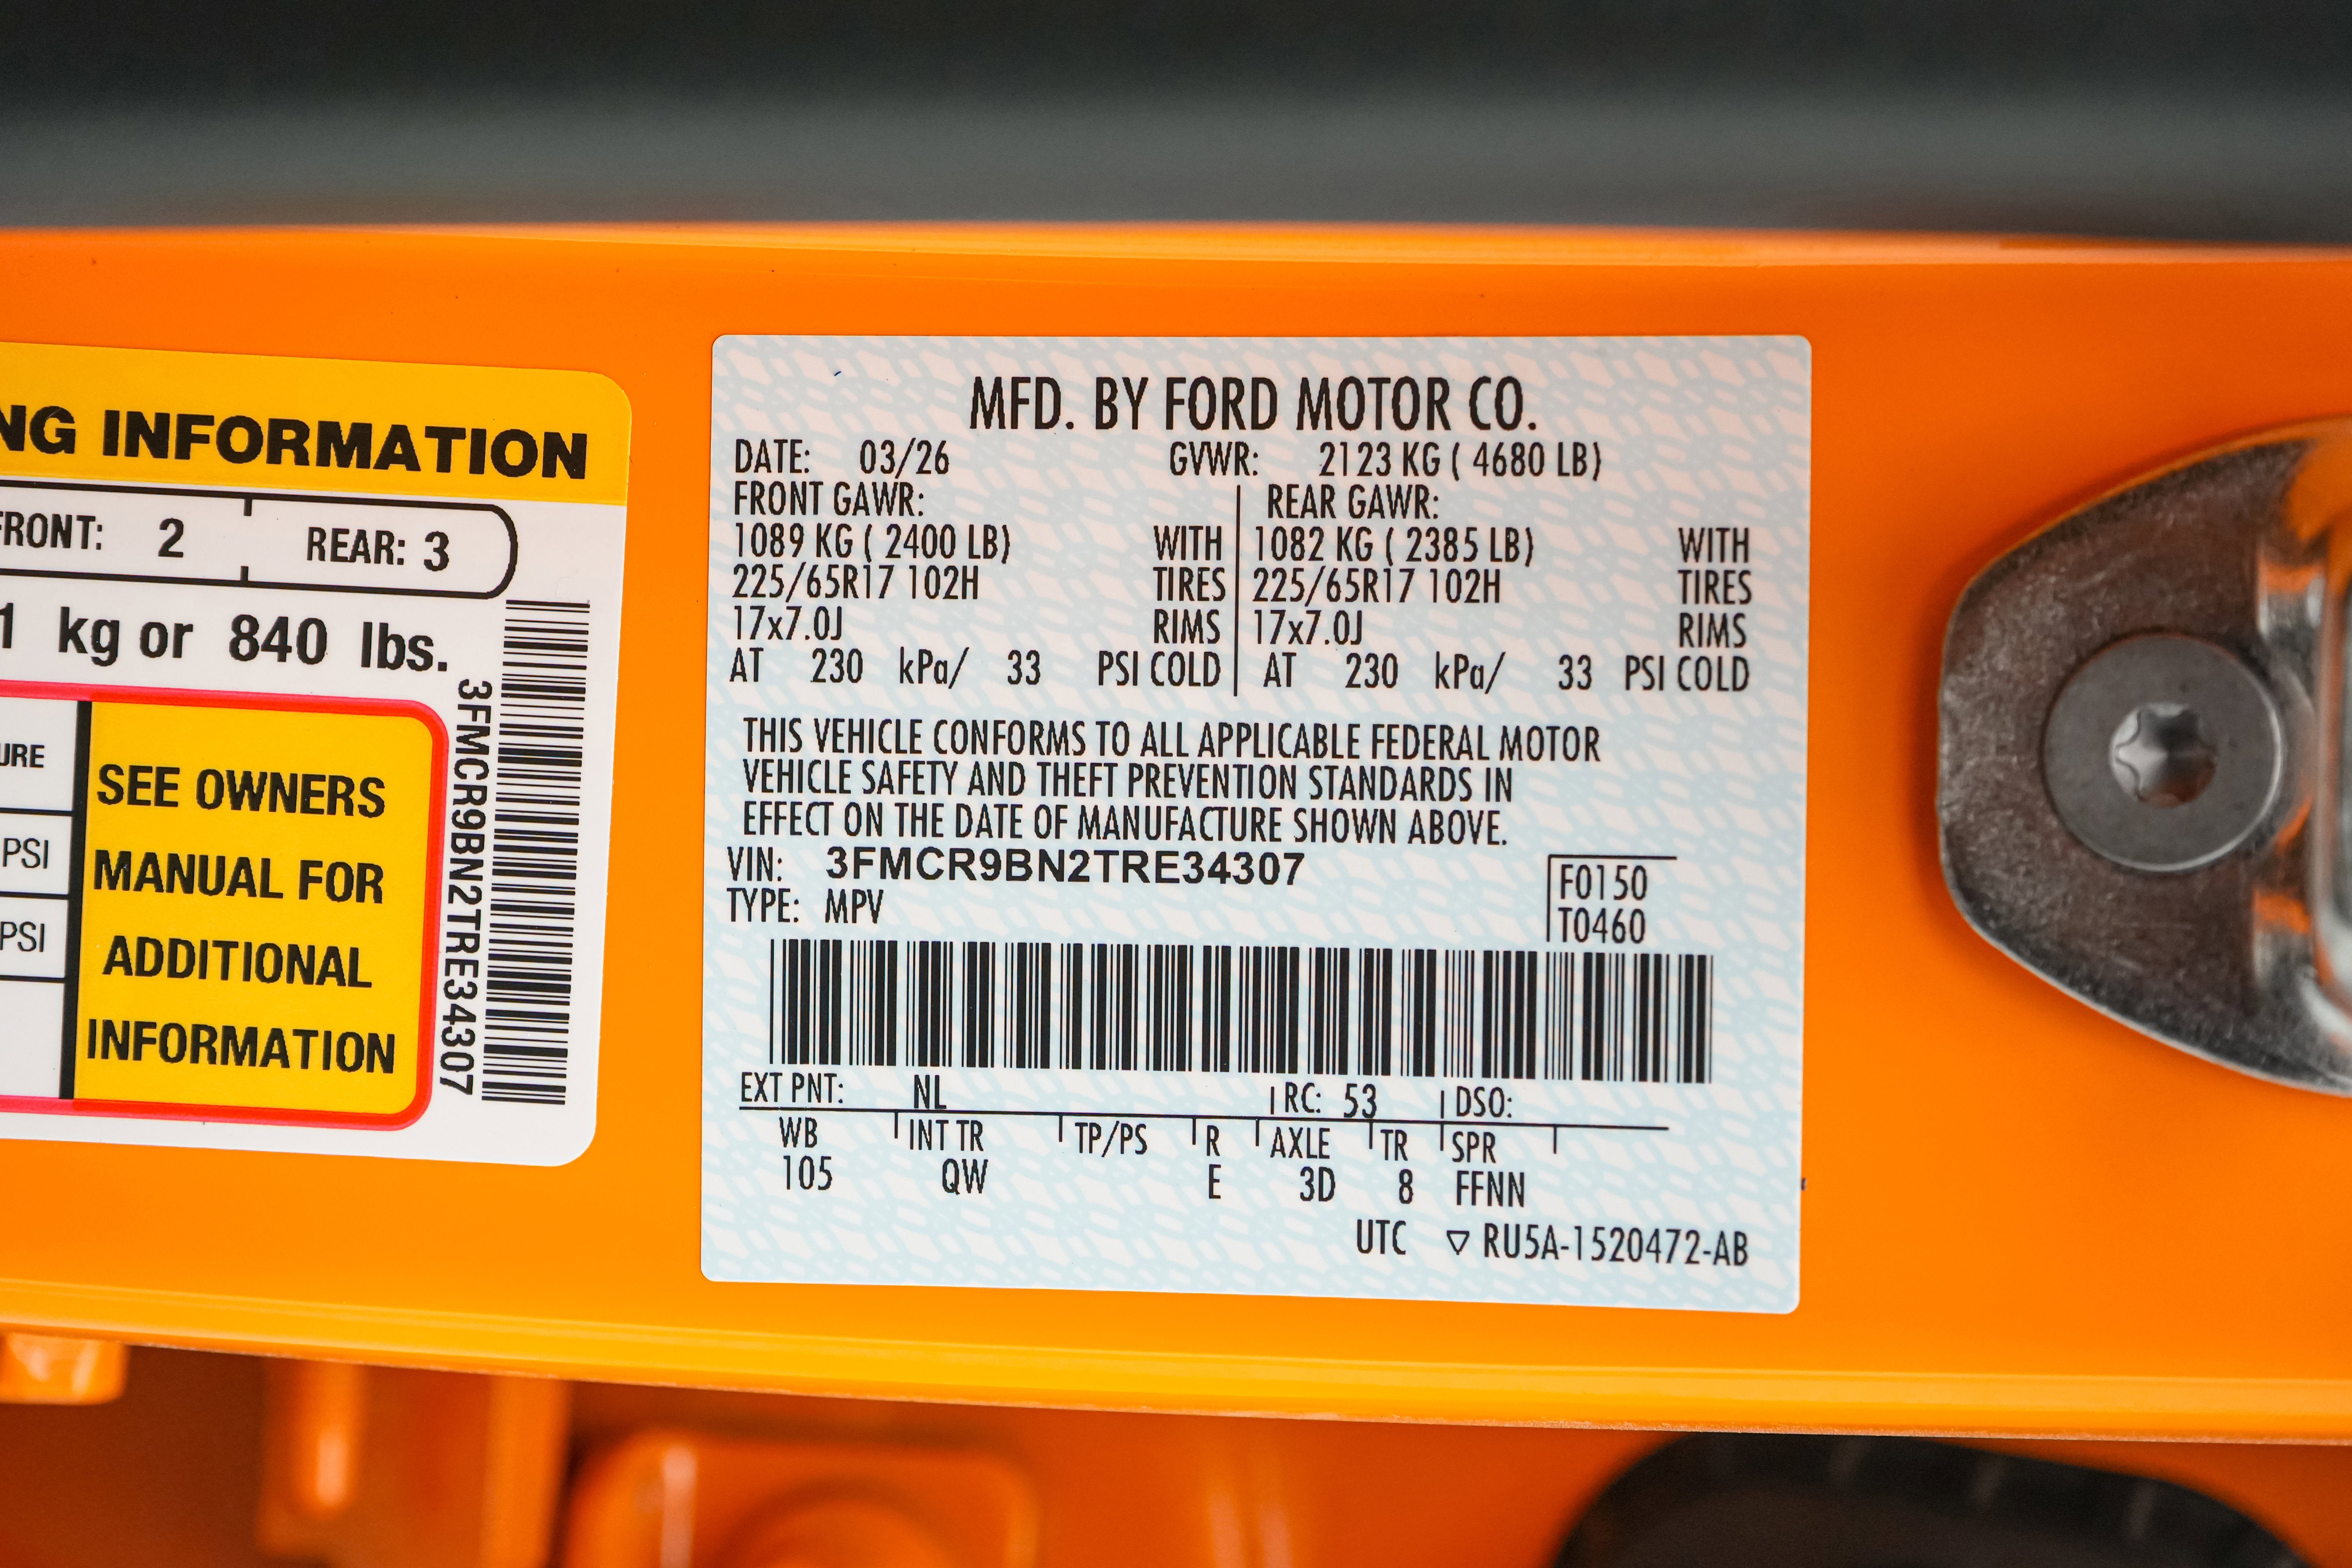 NG INFORMATION
FRONT: 2 REAR: 3
1 kg or 840 lbs.
URE
PSI
PSI
SEE OWNERS
MANUAL FOR
ADDITIONAL
INFORMATION
3FMCR9BN2TRE34307
MFD. BY FORD MOTOR CO.
DATE: 03/26 GVWR: 2123 KG ( 4680 LB)
FRONT GAWR: REAR GAWR:
1089 KG ( 2400 LB) WITH 1082 KG ( 2385 LB) WITH
225/65R17 102H TIRES 225/65R17 102H TIRES
17x7.0J RIMS 17x7.0J RIMS
AT 230 kPa/ 33 PSI COLD AT 230 kPa/ 33 PSI COLD
THIS VEHICLE CONFORMS TO ALL APPLICABLE FEDERAL MOTOR
VEHICLE SAFETY AND THEFT PREVENTION STANDARDS IN
EFFECT ON THE DATE OF MANUFACTURE SHOWN ABOVE.
VIN: 3FMCR9BN2TRE34307 F0150
TYPE: MPV T0460
EXT PNT: NL RC: 53 DSO:
WB INT TR TP/PS R AXLE TR SPR
105 QW E 3D 8 FFNN
UTC ▽ RU5A-1520472-AB